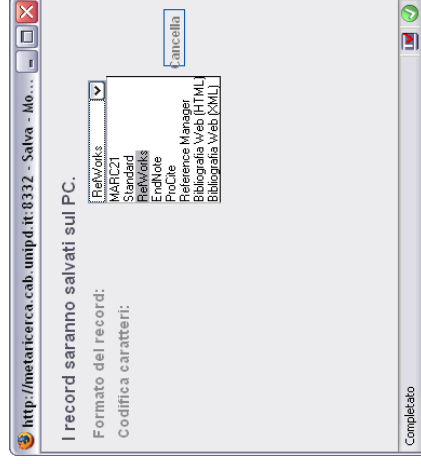 http://metaricerca.cab.unipd.it:8332 - Salva - Mo...
I record saranno salvati sul PC.
Formato del record:
RefWorks
Codifica caratteri:
MARC21
Standard
RefWorks
EndNote
ProCite
Reference Manager
Bibliografia Web (HTML)
Bibliografia Web (XML)
Cancella
Completato